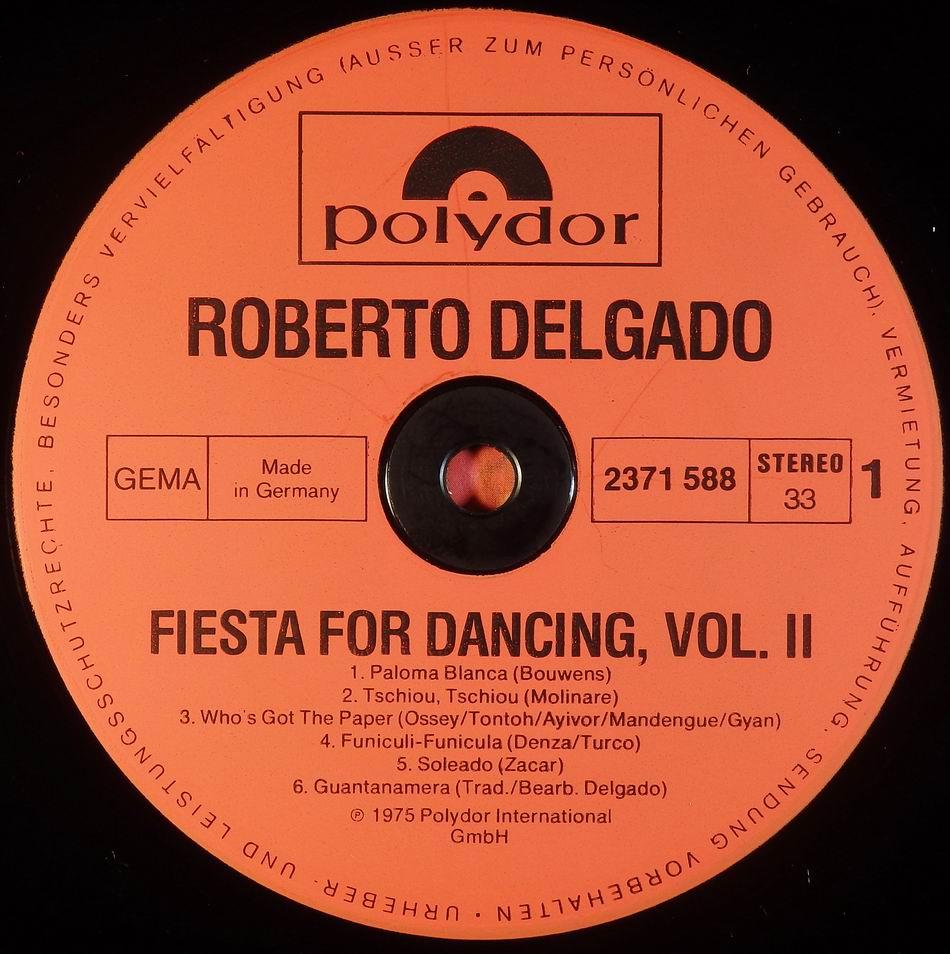 polydor
ROBERTO DELGADO
GEMA
Made
in Germany
2371 588
STEREO
33
1
FIESTA FOR DANCING, VOL. II
1. Paloma Blanca (Bouwens)
2. Tschiou, Tschiou (Molinare)
3. Who's Got The Paper (Ossey/Tontoh/Ayivor/Mandengue/Gyan)
4. Funiculi-Funicula (Denza/Turco)
5. Soleado (Zacar)
6. Guantanamera (Trad./Bearb. Delgado)
℗ 1975 Polydor International
GmbH
URHEBER- UND LEISTUNGSSCHUTZRECHTE, BESONDERS VERVIELFÄLTIGUNG (AUSSER ZUM PERSÖNLICHEN GEBRAUCH), VERMIETUNG, AUFFÜHRUNG, SENDUNG VORBEHALTEN •